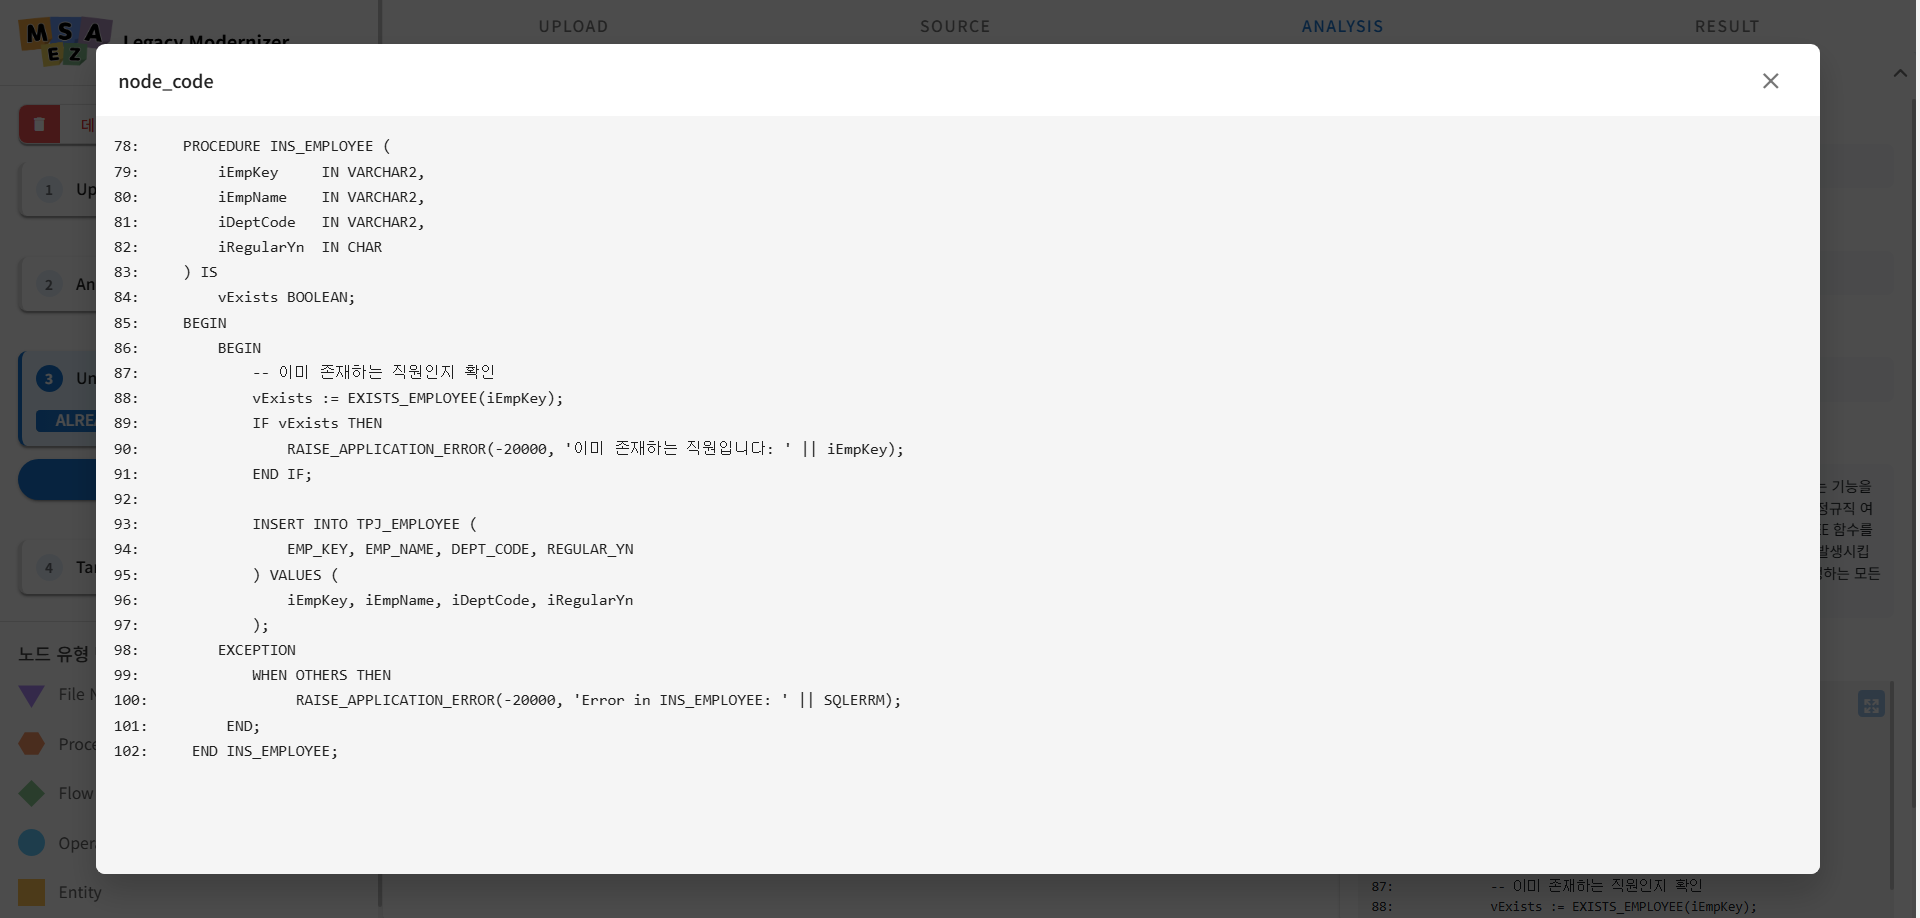 MSA
EZ
Legacy Modernizer
UPLOAD
SOURCE
ANALYSIS
RESULT
node_code
78:     PROCEDURE INS_EMPLOYEE (
79:         iEmpKey     IN VARCHAR2,
80:         iEmpName    IN VARCHAR2,
81:         iDeptCode   IN VARCHAR2,
82:         iRegularYn  IN CHAR
83:     ) IS
84:         vExists BOOLEAN;
85:     BEGIN
86:         BEGIN
87:             -- 이미 존재하는 직원인지 확인
88:             vExists := EXISTS_EMPLOYEE(iEmpKey);
89:             IF vExists THEN
90:                 RAISE_APPLICATION_ERROR(-20000, '이미 존재하는 직원입니다: ' || iEmpKey);
91:             END IF;
92:
93:             INSERT INTO TPJ_EMPLOYEE (
94:                 EMP_KEY, EMP_NAME, DEPT_CODE, REGULAR_YN
95:             ) VALUES (
96:                 iEmpKey, iEmpName, iDeptCode, iRegularYn
97:             );
98:         EXCEPTION
99:             WHEN OTHERS THEN
100:                 RAISE_APPLICATION_ERROR(-20000, 'Error in INS_EMPLOYEE: ' || SQLERRM);
101:         END;
102:     END INS_EMPLOYEE;
데
1 Up
2 An
3 Un
ALREA
4 Tar
노드 유형
File N
Proce
Flow
Opera
Entity
는 기능을
정규직 여
E 함수를
발생시킵
하는 모든
87:             -- 이미 존재하는 직원인지 확인
88:             vExists := EXISTS_EMPLOYEE(iEmpKey);